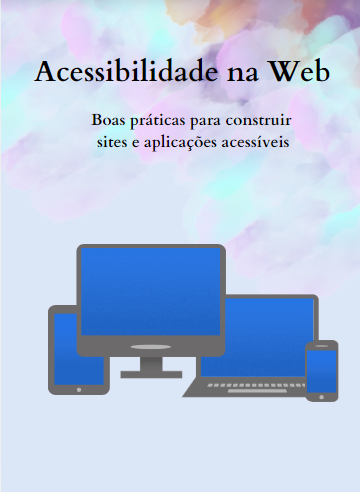 Acessibilidade na Web
Boas práticas para construir
sites e aplicações acessíveis